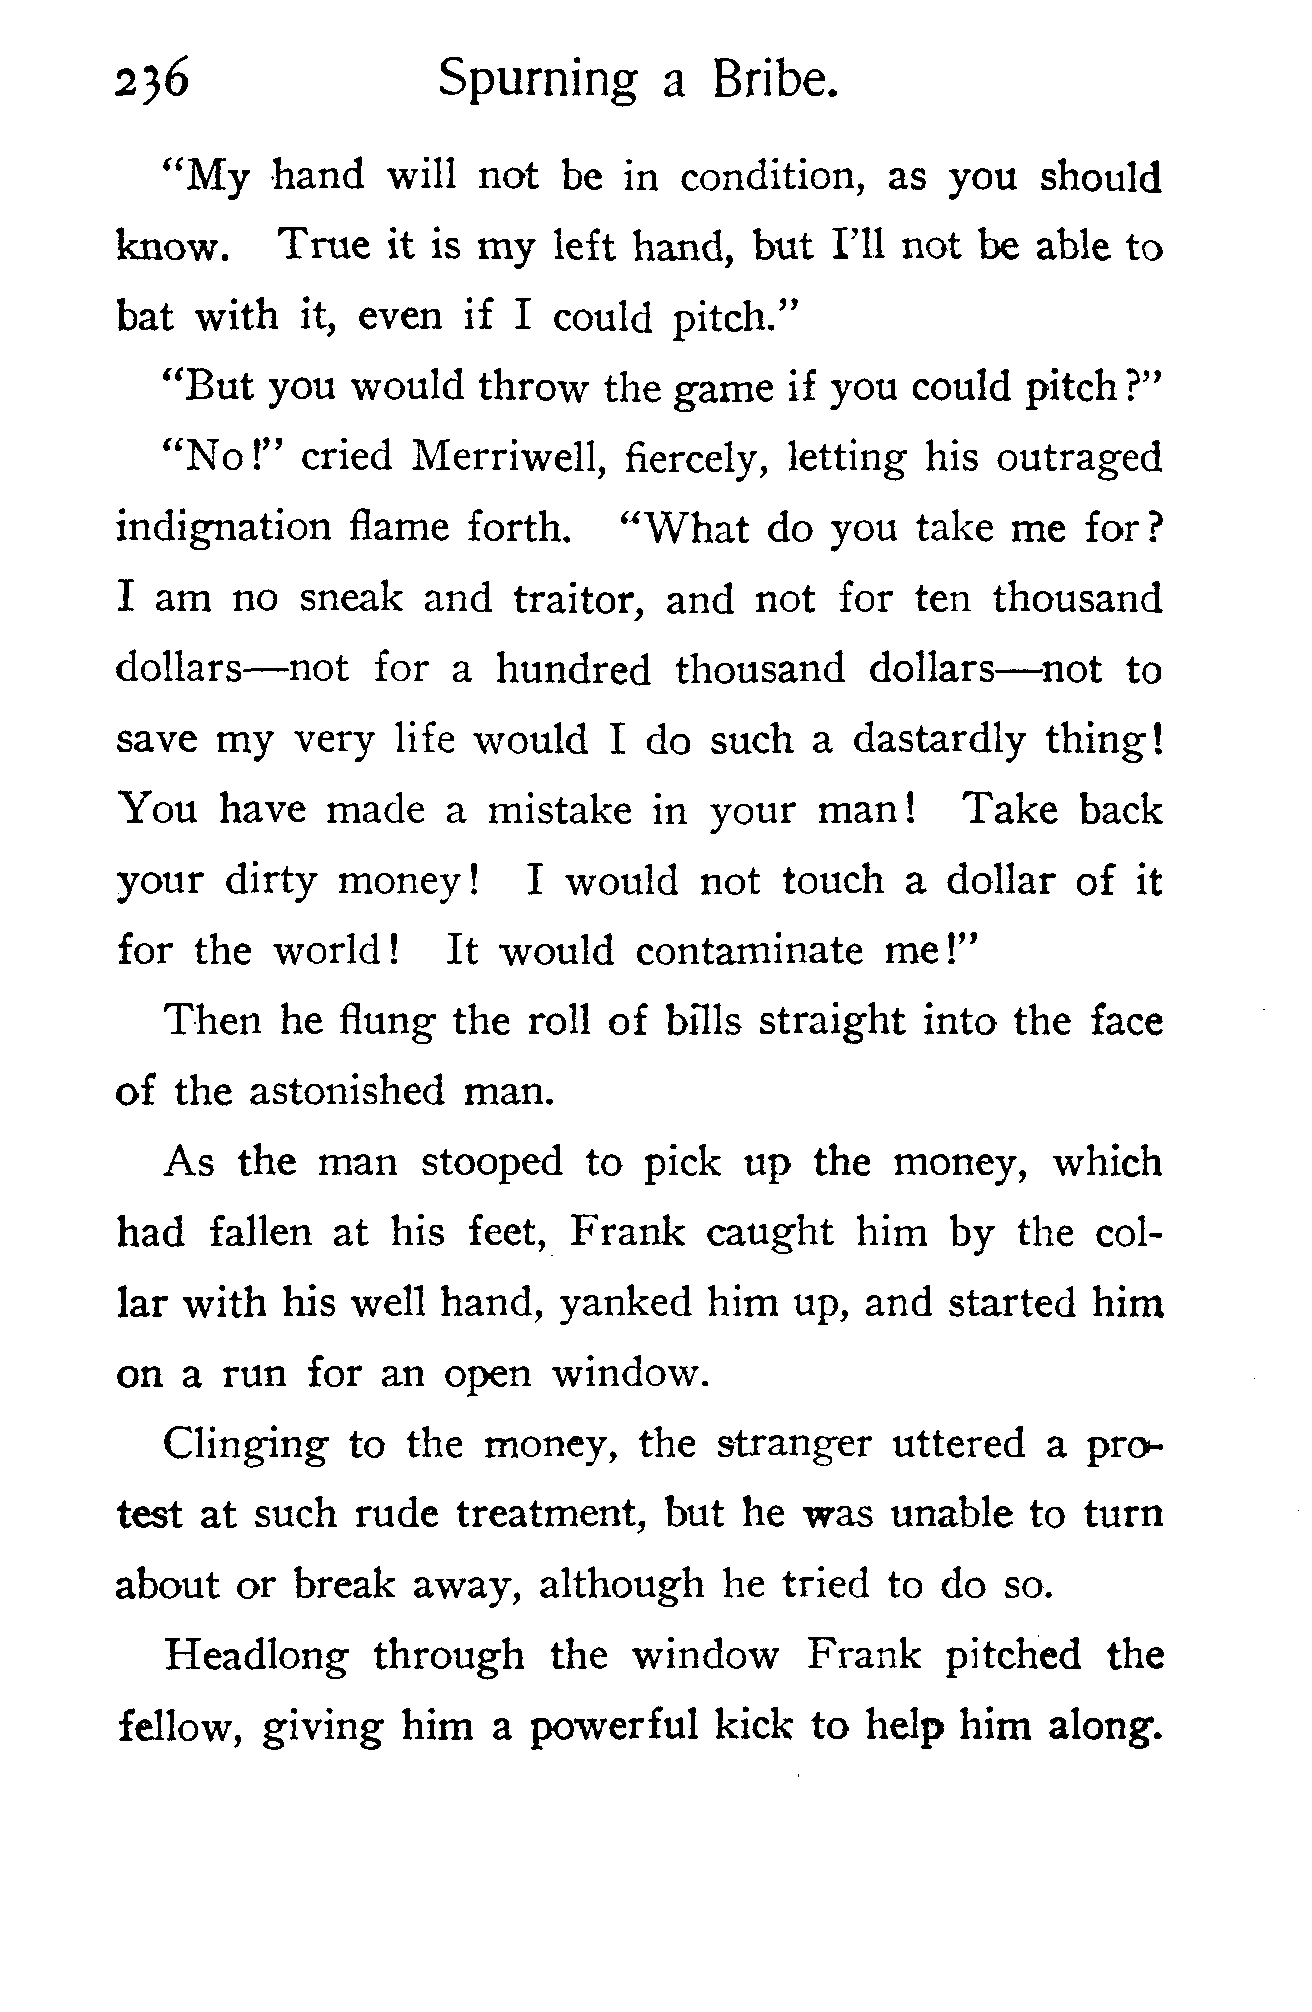 236 Spurning a Bribe.
"My hand will not be in condition, as you should
know. True it is my left hand, but I'll not be able to
bat with it, even if I could pitch."
"But you would throw the game if you could pitch?"
"No!" cried Merriwell, fiercely, letting his outraged
indignation flame forth. "What do you take me for?
I am no sneak and traitor, and not for ten thousand
dollars—not for a hundred thousand dollars—not to
save my very life would I do such a dastardly thing!
You have made a mistake in your man! Take back
your dirty money! I would not touch a dollar of it
for the world! It would contaminate me!"
Then he flung the roll of bills straight into the face
of the astonished man.
As the man stooped to pick up the money, which
had fallen at his feet, Frank caught him by the col-
lar with his well hand, yanked him up, and started him
on a run for an open window.
Clinging to the money, the stranger uttered a pro-
test at such rude treatment, but he was unable to turn
about or break away, although he tried to do so.
Headlong through the window Frank pitched the
fellow, giving him a powerful kick to help him along.